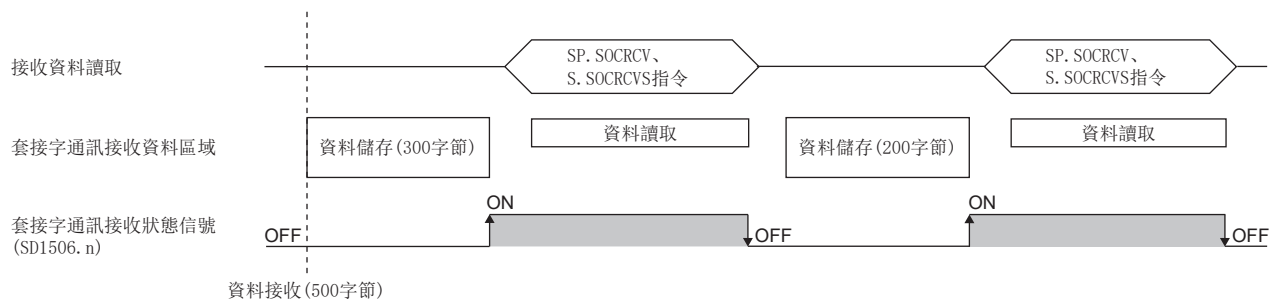 接收資料讀取
SP.SOCRCV、
S.SOCRCVS指令
SP.SOCRCV、
S.SOCRCVS指令
套接字通訊接收資料區域
資料儲存(300字節)
資料讀取
資料儲存(200字節)
資料讀取
套接字通訊接收狀態信號
(SD1506.n)
OFF
ON
OFF
ON
OFF
資料接收(500字節)